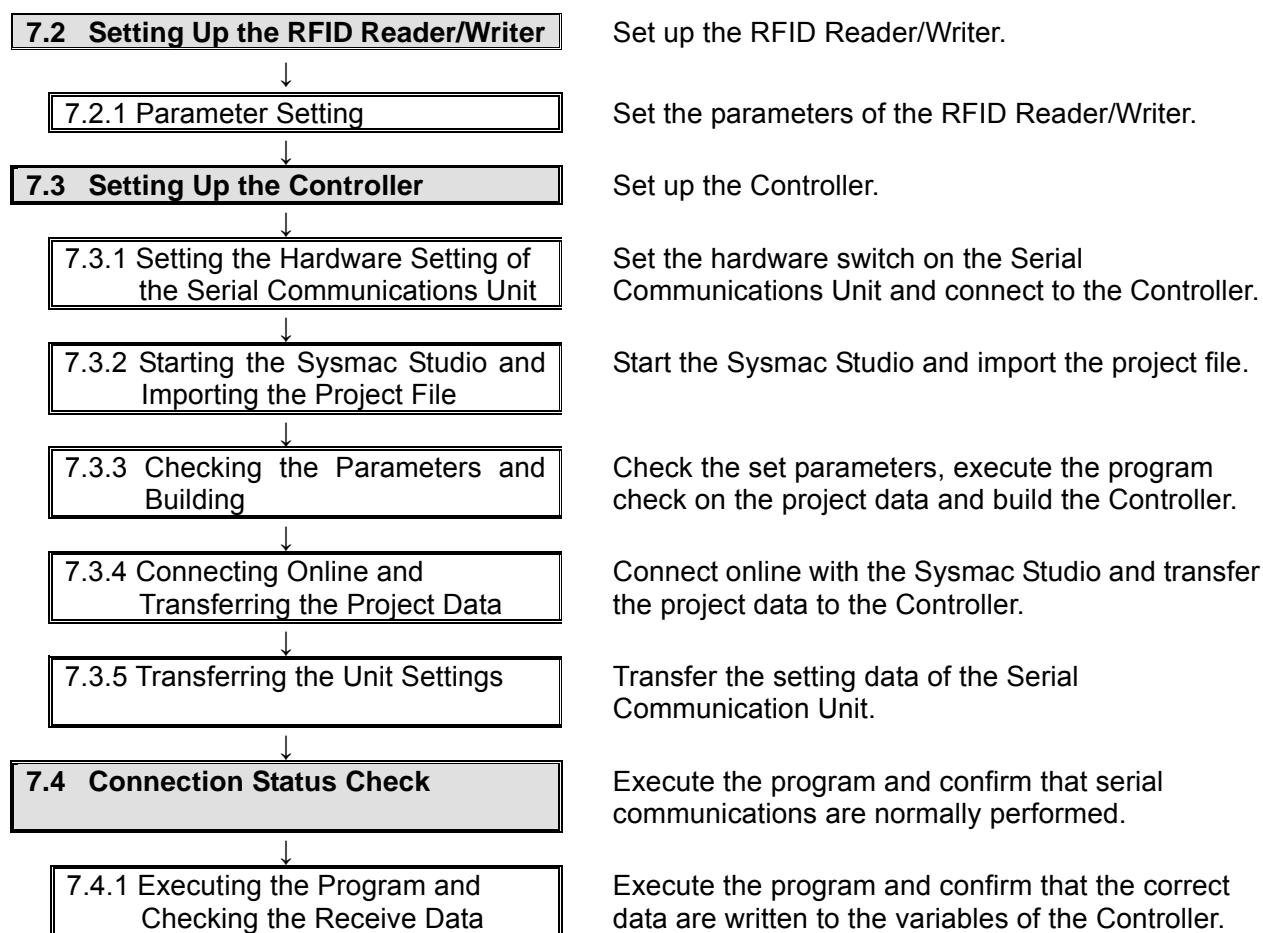 7.2 Setting Up the RFID Reader/Writer
Set up the RFID Reader/Writer.
↓
7.2.1 Parameter Setting
Set the parameters of the RFID Reader/Writer.
↓
7.3 Setting Up the Controller
Set up the Controller.
↓
7.3.1 Setting the Hardware Setting of
the Serial Communications Unit
Set the hardware switch on the Serial
Communications Unit and connect to the Controller.
↓
7.3.2 Starting the Sysmac Studio and
Importing the Project File
Start the Sysmac Studio and import the project file.
↓
7.3.3 Checking the Parameters and
Building
Check the set parameters, execute the program
check on the project data and build the Controller.
↓
7.3.4 Connecting Online and
Transferring the Project Data
Connect online with the Sysmac Studio and transfer
the project data to the Controller.
↓
7.3.5 Transferring the Unit Settings
Transfer the setting data of the Serial
Communication Unit.
↓
7.4 Connection Status Check
Execute the program and confirm that serial
communications are normally performed.
↓
7.4.1 Executing the Program and
Checking the Receive Data
Execute the program and confirm that the correct
data are written to the variables of the Controller.